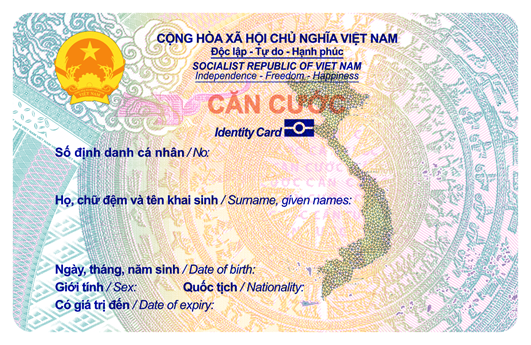 CỘNG HÒA XÃ HỘI CHỦ NGHĨA VIỆT NAM
Độc lập - Tự do - Hạnh phúc
SOCIALIST REPUBLIC OF VIET NAM
Independence - Freedom - Happiness
CĂN CƯỚC
Identity Card
Số định danh cá nhân / No:
Họ, chữ đệm và tên khai sinh / Surname, given names:
Ngày, tháng, năm sinh / Date of birth:
Giới tính / Sex: Quốc tịch / Nationality:
Có giá trị đến / Date of expiry: